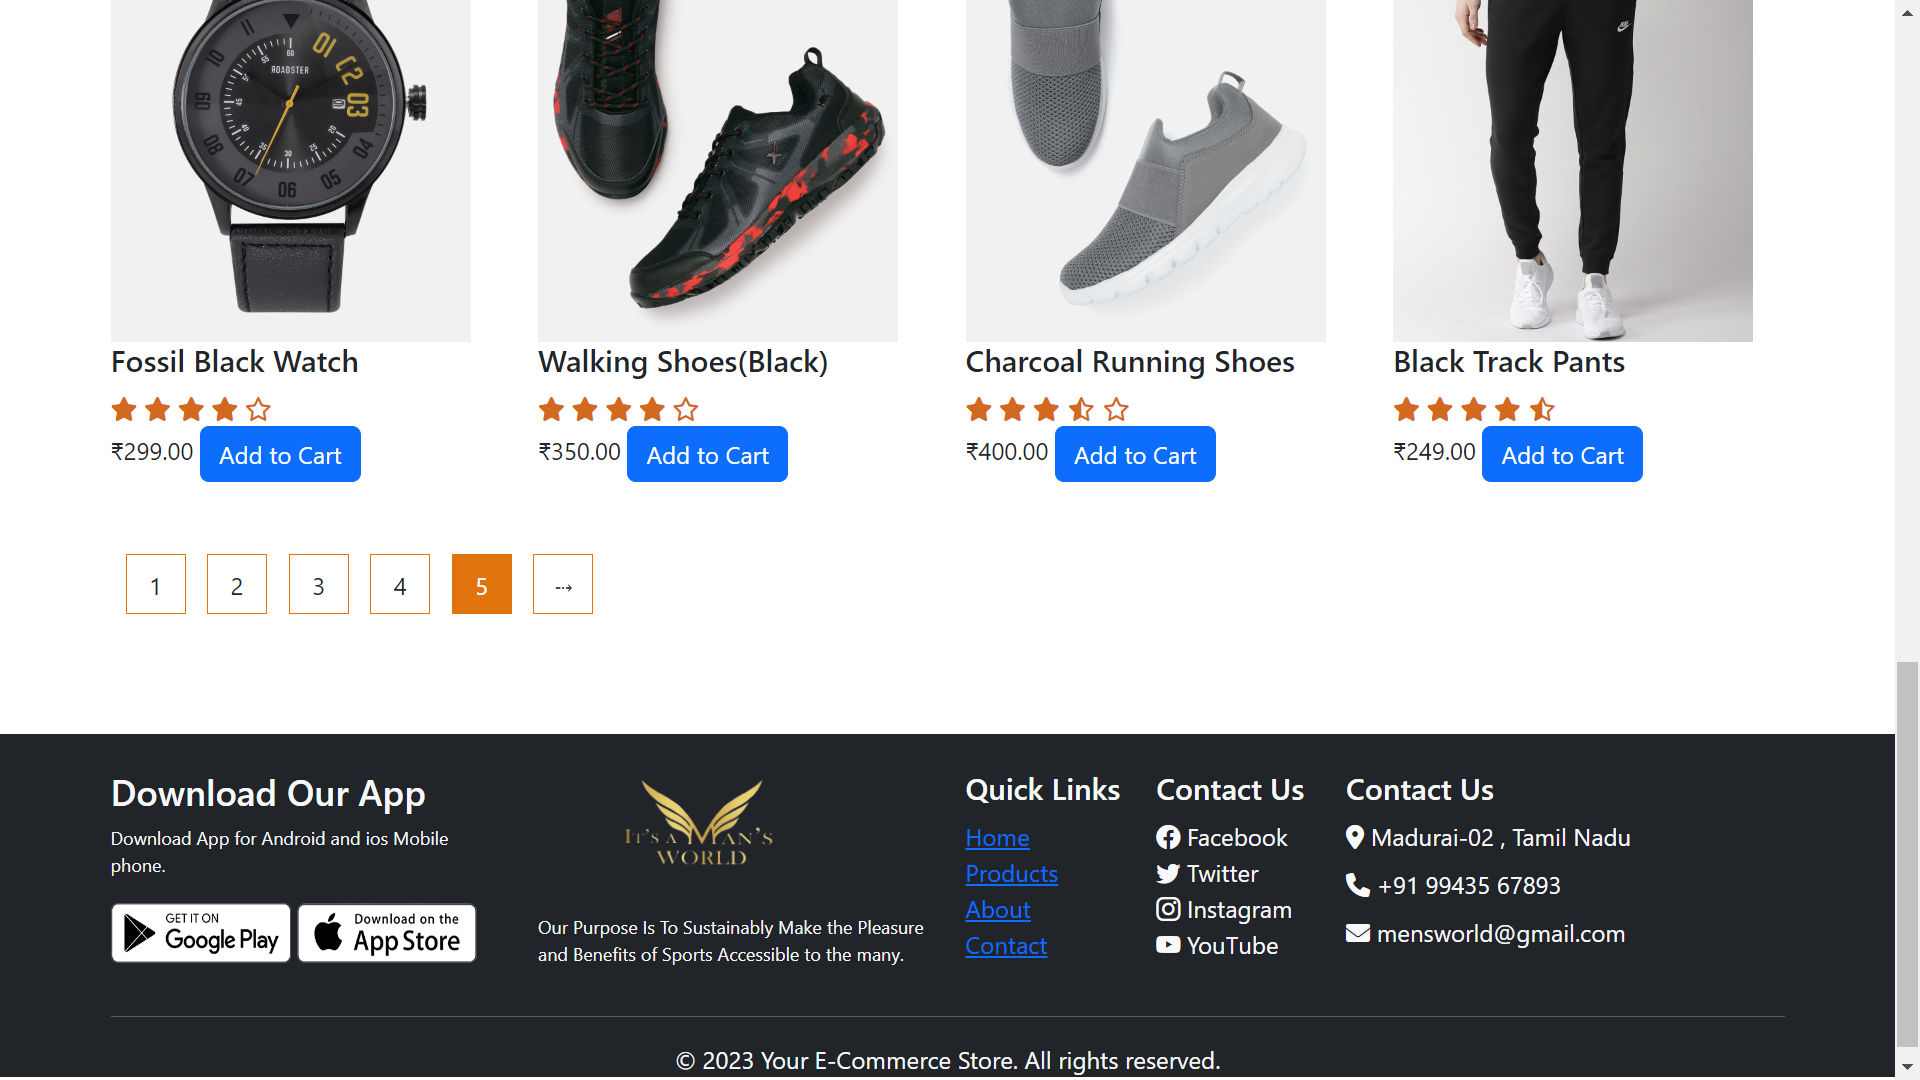 ROADSTER
Fossil Black Watch
₹299.00 Add to Cart
Walking Shoes(Black)
₹350.00 Add to Cart
Charcoal Running Shoes
₹400.00 Add to Cart
Black Track Pants
₹249.00 Add to Cart
1 2 3 4 5 ⇢
Download Our App
Download App for Android and ios Mobile
phone.
GET IT ON
Google Play
Download on the
App Store
IT'S A MAN'S
WORLD
Our Purpose Is To Sustainably Make the Pleasure
and Benefits of Sports Accessible to the many.
Quick Links
Home
Products
About
Contact
Contact Us
Facebook
Twitter
Instagram
YouTube
Contact Us
Madurai-02 , Tamil Nadu
+91 99435 67893
mensworld@gmail.com
© 2023 Your E-Commerce Store. All rights reserved.